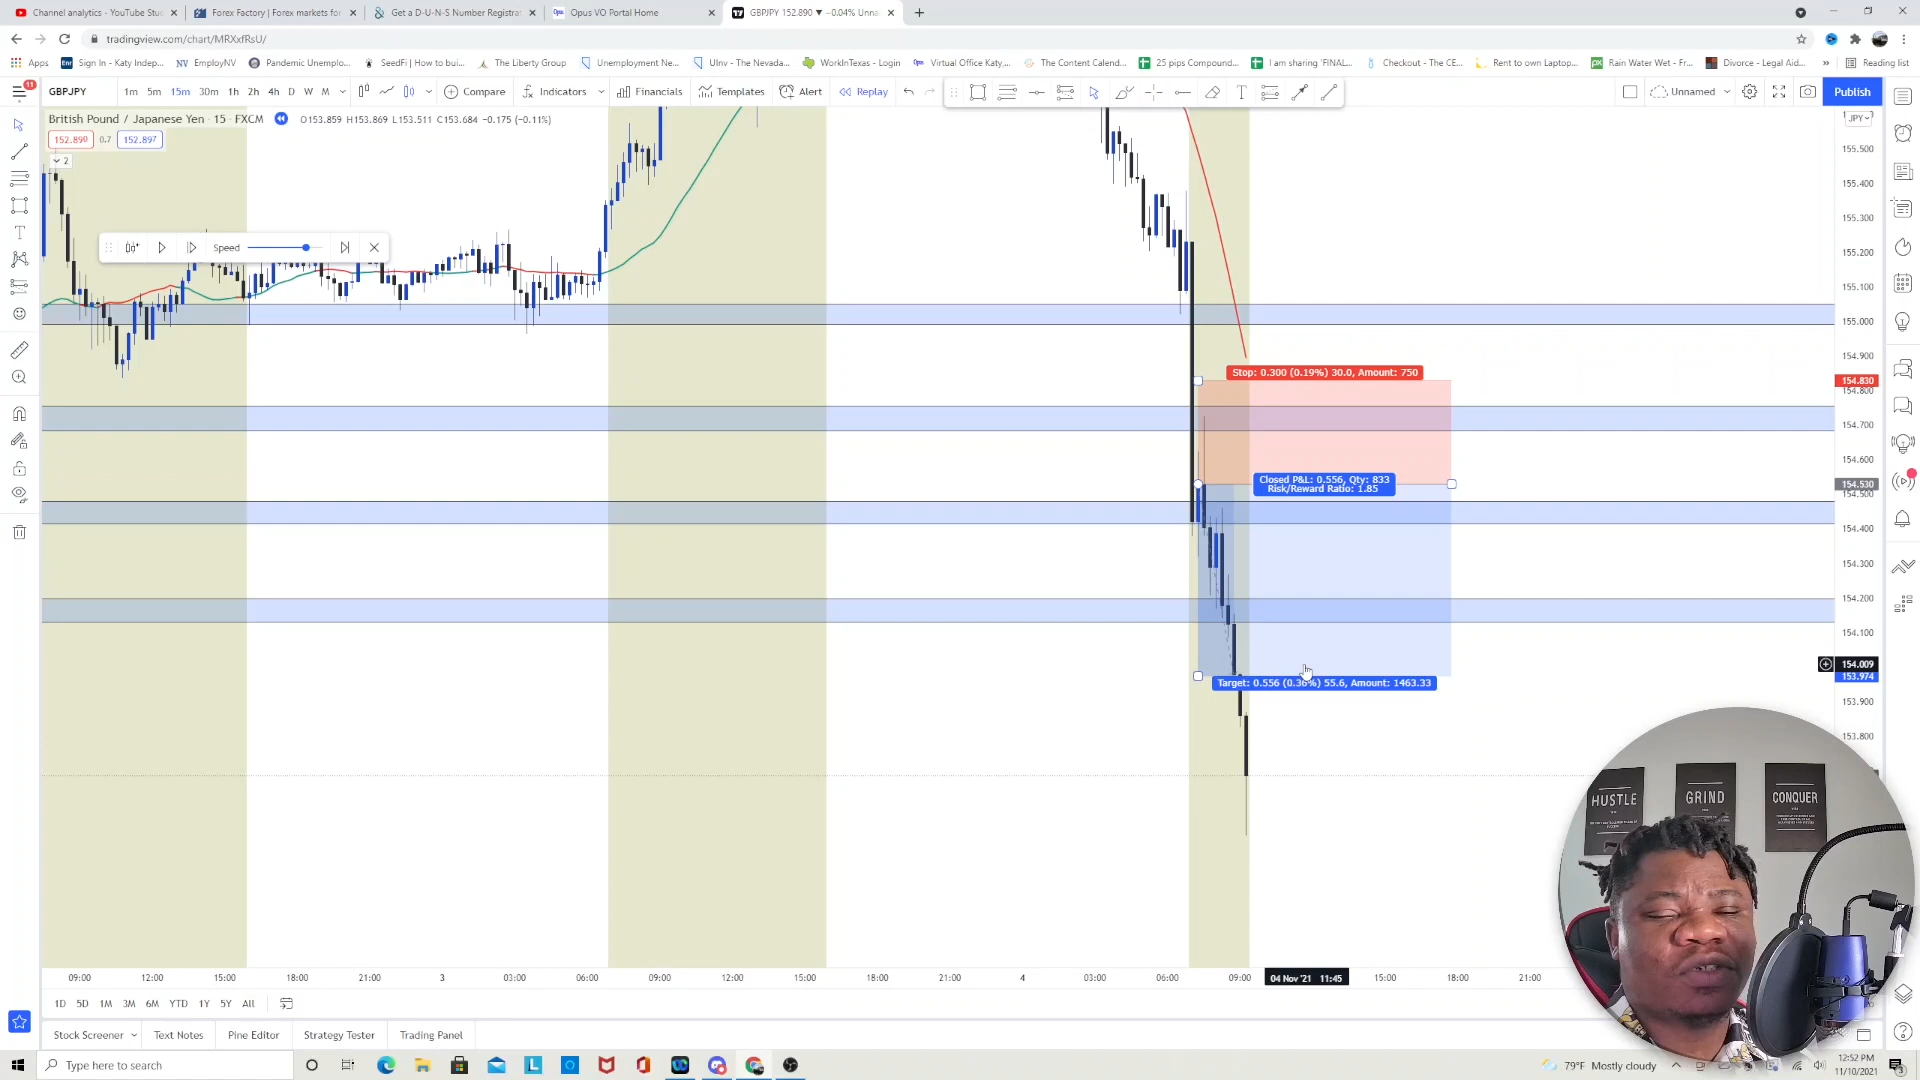 Channel analytics - YouTube Stu
Forex Factory | Forex markets for
Get a D-U-N-S Number Registrat
Opus VO Portal Home
GBPJPY 152.890 ▼ −0.04% Unna
tradingview.com/chart/MRXxfRsU/
Apps
Sign In - Katy Indep...
EmployNV
Pandemic Unemplo...
SeedFi | How to bui...
The Liberty Group
Unemployment Ne...
UInv - The Nevada...
WorkInTexas - Login
Virtual Office Katy,...
The Content Calend...
25 pips Compound...
I am sharing 'FINAL...
Checkout - The CE...
Rent to own Laptop...
Rain Water Wet - Fr...
Divorce - Legal Aid...
Reading list
11
GBPJPY
1m 5m 15m 30m 1h 2h 4h D W M
Compare
Indicators
Financials
Templates
Alert
Replay
Unnamed
Publish
British Pound / Japanese Yen · 15 · FXCM
O153.859 H153.869 L153.511 C153.684 −0.175 (−0.11%)
JPY
152.890 0.7 152.897
2
Speed
155.500
155.400
155.300
155.200
155.100
155.000
154.900
154.830
154.800
154.700
154.600
154.530
154.500
154.400
154.300
154.200
154.100
154.009
153.974
153.900
153.800
Stop: 0.300 (0.19%) 30.0, Amount: 750
Closed P&L: 0.556, Qty: 833
Risk/Reward Ratio: 1.85
Target: 0.556 (0.36%) 55.6, Amount: 1463.33
HUSTLE
GRIND
CONQUER
09:00 12:00 15:00 18:00 21:00 3 03:00 06:00 09:00 12:00 15:00 18:00 21:00 4 03:00 06:00 09:00 04 Nov '21 11:45 15:00 18:00 21:00
1D 5D 1M 3M 6M YTD 1Y 5Y All
Stock Screener
Text Notes
Pine Editor
Strategy Tester
Trading Panel
Type here to search
79°F Mostly cloudy
12:52 PM
11/10/2021